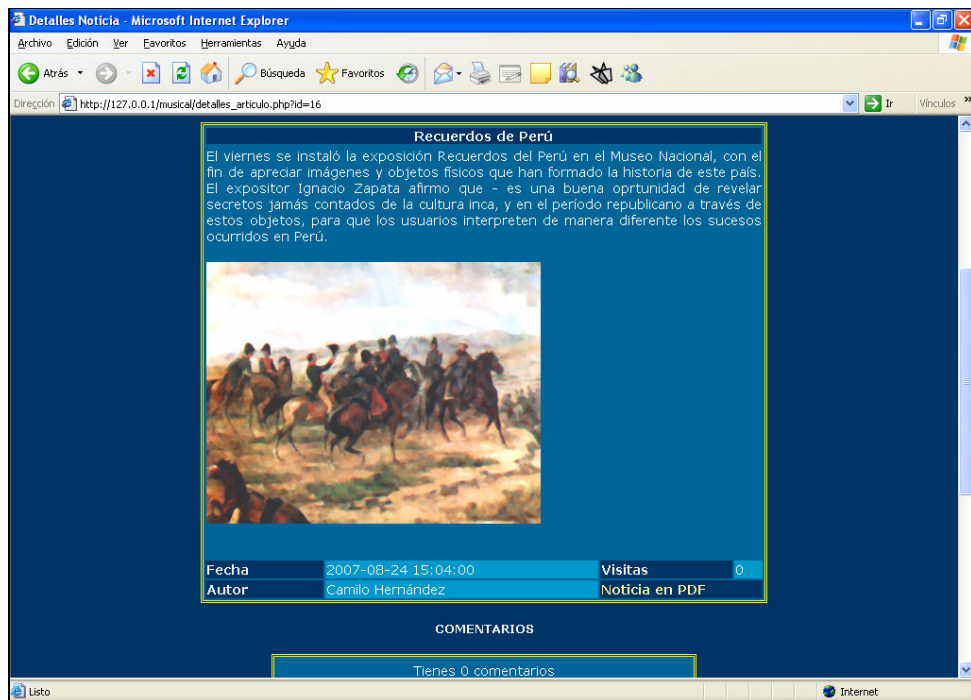 Detalles Noticia - Microsoft Internet Explorer
Archivo Edición Ver Favoritos Herramientas Ayuda
Atrás Búsqueda Favoritos
Dirección http://127.0.0.1/musical/detalles_articulo.php?id=16 Ir Vínculos »
Recuerdos de Perú
El viernes se instaló la exposición Recuerdos del Perú en el Museo Nacional, con el
fin de apreciar imágenes y objetos físicos que han formado la historia de este país.
El expositor Ignacio Zapata afirmo que - es una buena oprtunidad de revelar
secretos jamás contados de la cultura inca, y en el período republicano a través de
estos objetos, para que los usuarios interpreten de manera diferente los sucesos
ocurridos en Perú.
Fecha 2007-08-24 15:04:00 Visitas 0
Autor Camilo Hernández Noticia en PDF
COMENTARIOS
Tienes 0 comentarios
Listo Internet